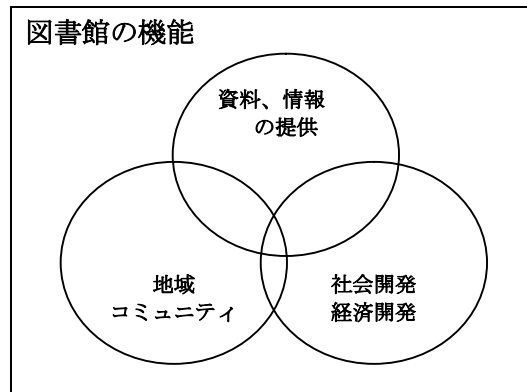 図書館の機能
資料、情報
の提供
地域
コミュニティ
社会開発
経済開発